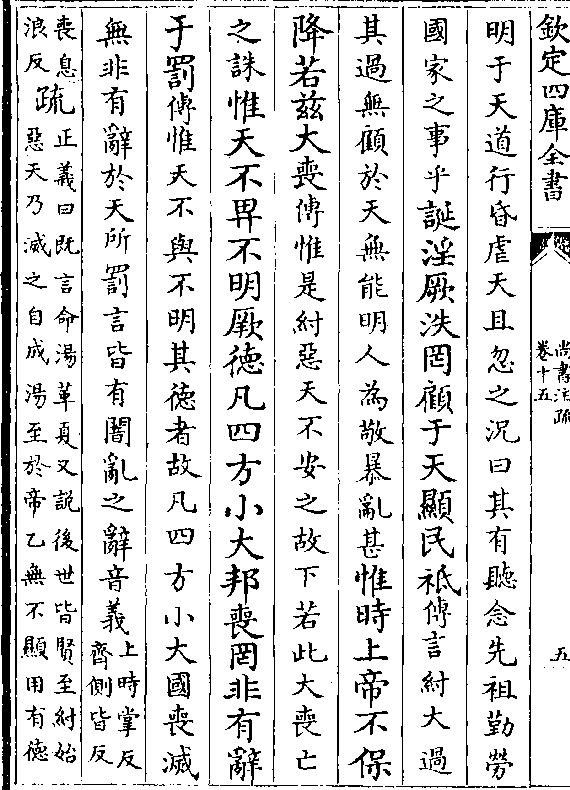 欽定四庫全書
尚書注疏
卷十五
五
明于天道行昏虐天且忽之況曰其有聽念先祖勤勞
國家之事乎誕淫厥泆罔顧于天顯民祗傳言紂大過
其過無顧於天無能明人為敬暴亂甚惟時上帝不保
降若茲大喪傳惟是紂惡天不安之故下若此大喪亡
之誅惟天不畀不明厥德凡四方小大邦喪罔非有辭
于罰傳惟天不與不明其德者故凡四方小大國喪滅
無非有辭於天所罰言皆有闇亂之辭音義上時掌反
齊側皆反
喪息
浪反疏正義曰既言命湯革夏又説後世皆賢至紂始
惡天乃滅之自成湯至於帝乙無不顯用有德